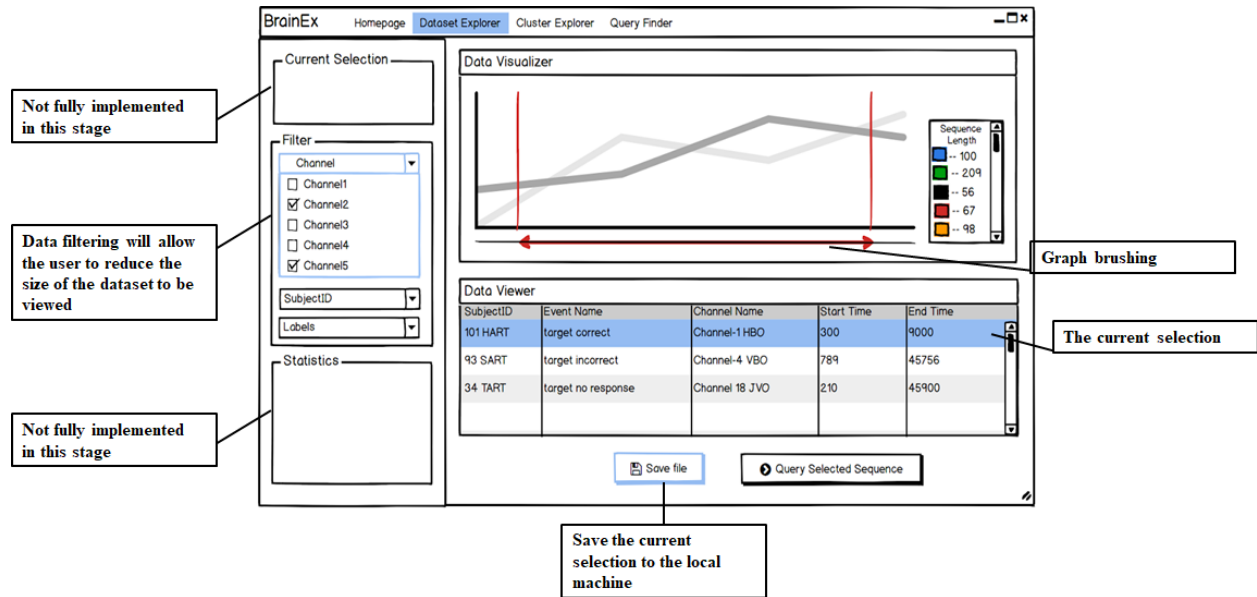 BrainEx Homepage Dataset Explorer Cluster Explorer Query Finder
Current Selection
Not fully implemented
in this stage
Filter
Channel
Channel1
Channel2
Channel3
Channel4
Channel5
SubjectID
Labels
Data filtering will allow
the user to reduce the
size of the dataset to be
viewed
Statistics
Not fully implemented
in this stage
Data Visualizer
Sequence
Length
-- 100
-- 209
-- 56
-- 67
-- 98
Graph brushing
Data Viewer
SubjectID Event Name Channel Name Start Time End Time
101 HART target correct Channel-1 HBO 300 9000
93 SART target incorrect Channel-4 VBO 789 45756
34 TART target no response Channel 18 JVO 210 45900
The current selection
Save file
Query Selected Sequence
Save the current
selection to the local
machine